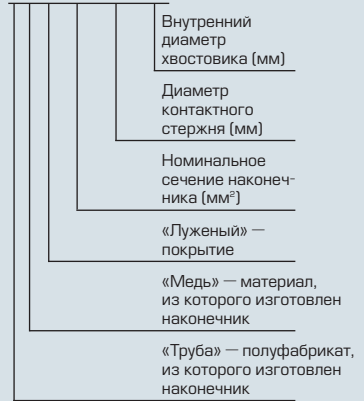 Внутренний
диаметр
хвостовика (мм)
Диаметр
контактного
стержня (мм)
Номинальное
сечение наконеч-
ника (мм²)
«Луженый» —
покрытие
«Медь» — материал,
из которого изготовлен
наконечник
«Труба» — полуфабрикат,
из которого изготовлен
наконечник